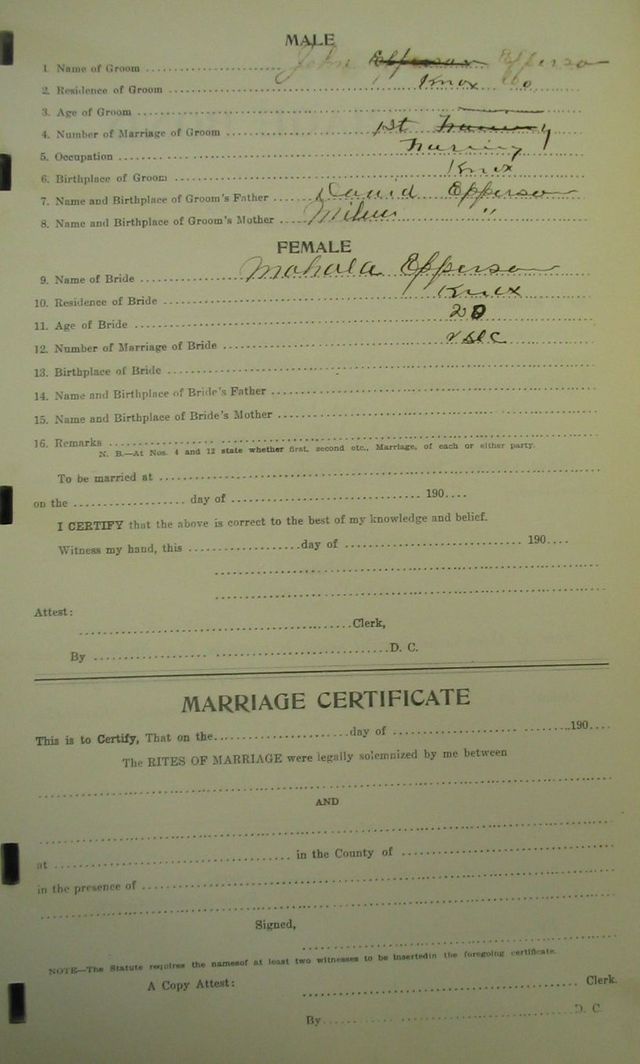 MALE
1. Name of Groom John Epperson Epperson
2. Residence of Groom Knox Co
3. Age of Groom
4. Number of Marriage of Groom 1st
5. Occupation
6. Birthplace of Groom Knox
7. Name and Birthplace of Groom's Father David Epperson
8. Name and Birthplace of Groom's Mother "
FEMALE
9. Name of Bride Mahala Epperson
10. Residence of Bride Knox
11. Age of Bride 20
12. Number of Marriage of Bride
13. Birthplace of Bride
14. Name and Birthplace of Bride's Father
15. Name and Birthplace of Bride's Mother
16. Remarks
N. B.—At Nos. 4 and 12 state whether first, second etc., Marriage, of each or either party.
To be married at
on the day of 190
I CERTIFY that the above is correct to the best of my knowledge and belief.
Witness my hand, this day of 190
Attest:
Clerk,
By D. C.
MARRIAGE CERTIFICATE
This is to Certify, That on the day of 190
The RITES OF MARRIAGE were legally solemnized by me between
AND
at in the County of
in the presence of
Signed,
NOTE—The Statute requires the namesof at least two witnesses to be insertedin the foregoing certificate.
A Copy Attest: Clerk.
By D. C.